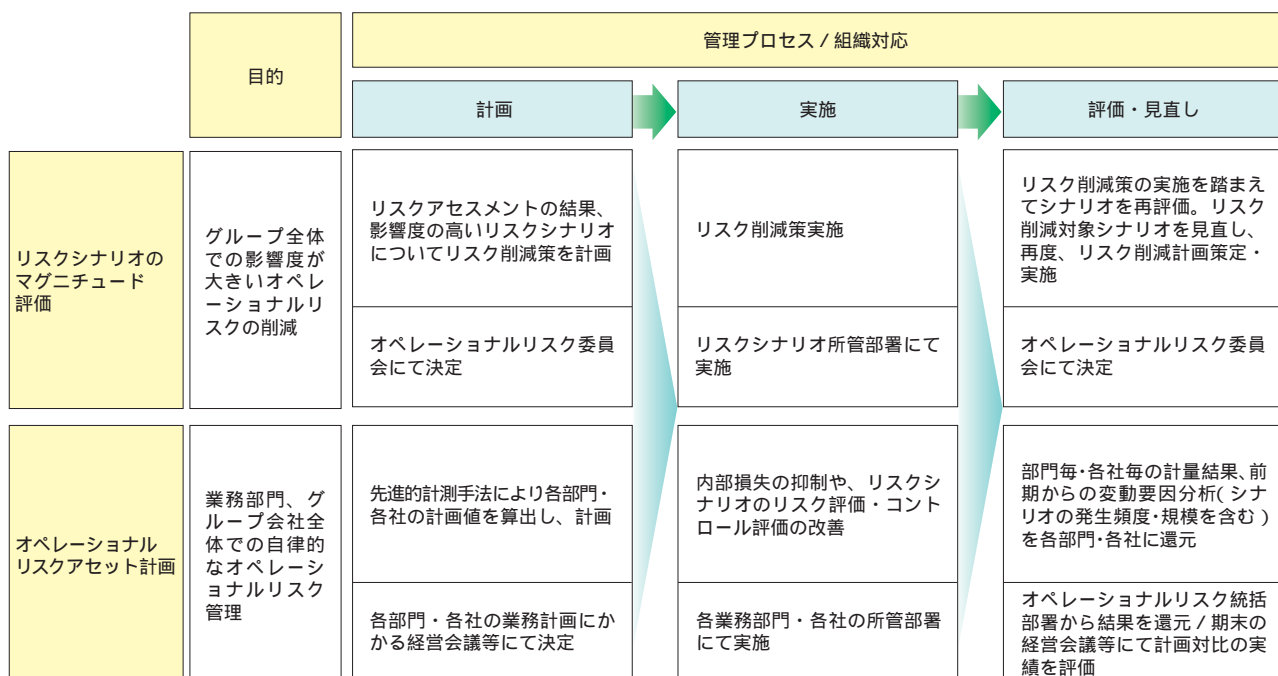 目的
管理プロセス / 組織対応
計画
実施
評価・見直し
リスクシナリオの
マグニチュード
評価
グループ全体
での影響度が
大きいオペレ
ーショナルリ
スクの削減
リスクアセスメントの結果、
影響度の高いリスクシナリオ
についてリスク削減策を計画
リスク削減策実施
リスク削減策の実施を踏まえ
てシナリオを再評価。リスク
削減対象シナリオを見直し、
再度、リスク削減計画策定・
実施
オペレーショナルリスク委員
会にて決定
リスクシナリオ所管部署にて
実施
オペレーショナルリスク委員
会にて決定
オペレーショナル
リスクアセット計画
業務部門、グ
ループ会社全
体での自律的
なオペレーシ
ョナルリスク
管理
先進的計測手法により各部門・
各社の計画値を算出し、計画
内部損失の抑制や、リスクシ
ナリオのリスク評価・コント
ロール評価の改善
部門毎・各社毎の計量結果、前
期からの変動要因分析(シナ
リオの発生頻度・規模を含む)
を各部門・各社に還元
各部門・各社の業務計画にか
かる経営会議等にて決定
各業務部門・各社の所管部署
にて実施
オペレーショナルリスク統括
部署から結果を還元 / 期末の
経営会議等にて計画対比の実
績を評価